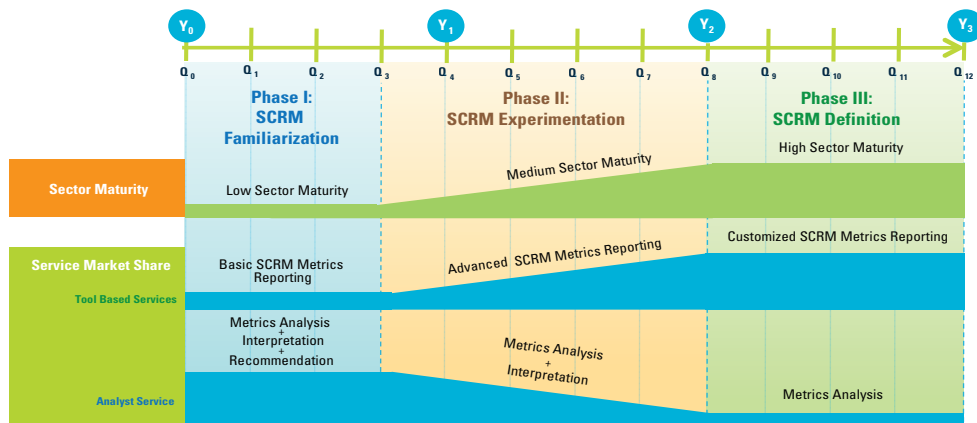 Y0 Y1 Y2 Y3
Q0 Q1 Q2 Q3 Q4 Q5 Q6 Q7 Q8 Q9 Q10 Q11 Q12
Phase I:
SCRM
Familiarization
Phase II:
SCRM Experimentation
Phase III:
SCRM Definition
Sector Maturity
Low Sector Maturity
Medium Sector Maturity
High Sector Maturity
Service Market Share
Tool Based Services
Basic SCRM Metrics
Reporting
Advanced SCRM Metrics Reporting
Customized SCRM Metrics Reporting
Metrics Analysis
+
Interpretation
+
Recommendation
Metrics Analysis
+
Interpretation
Metrics Analysis
Analyst Service